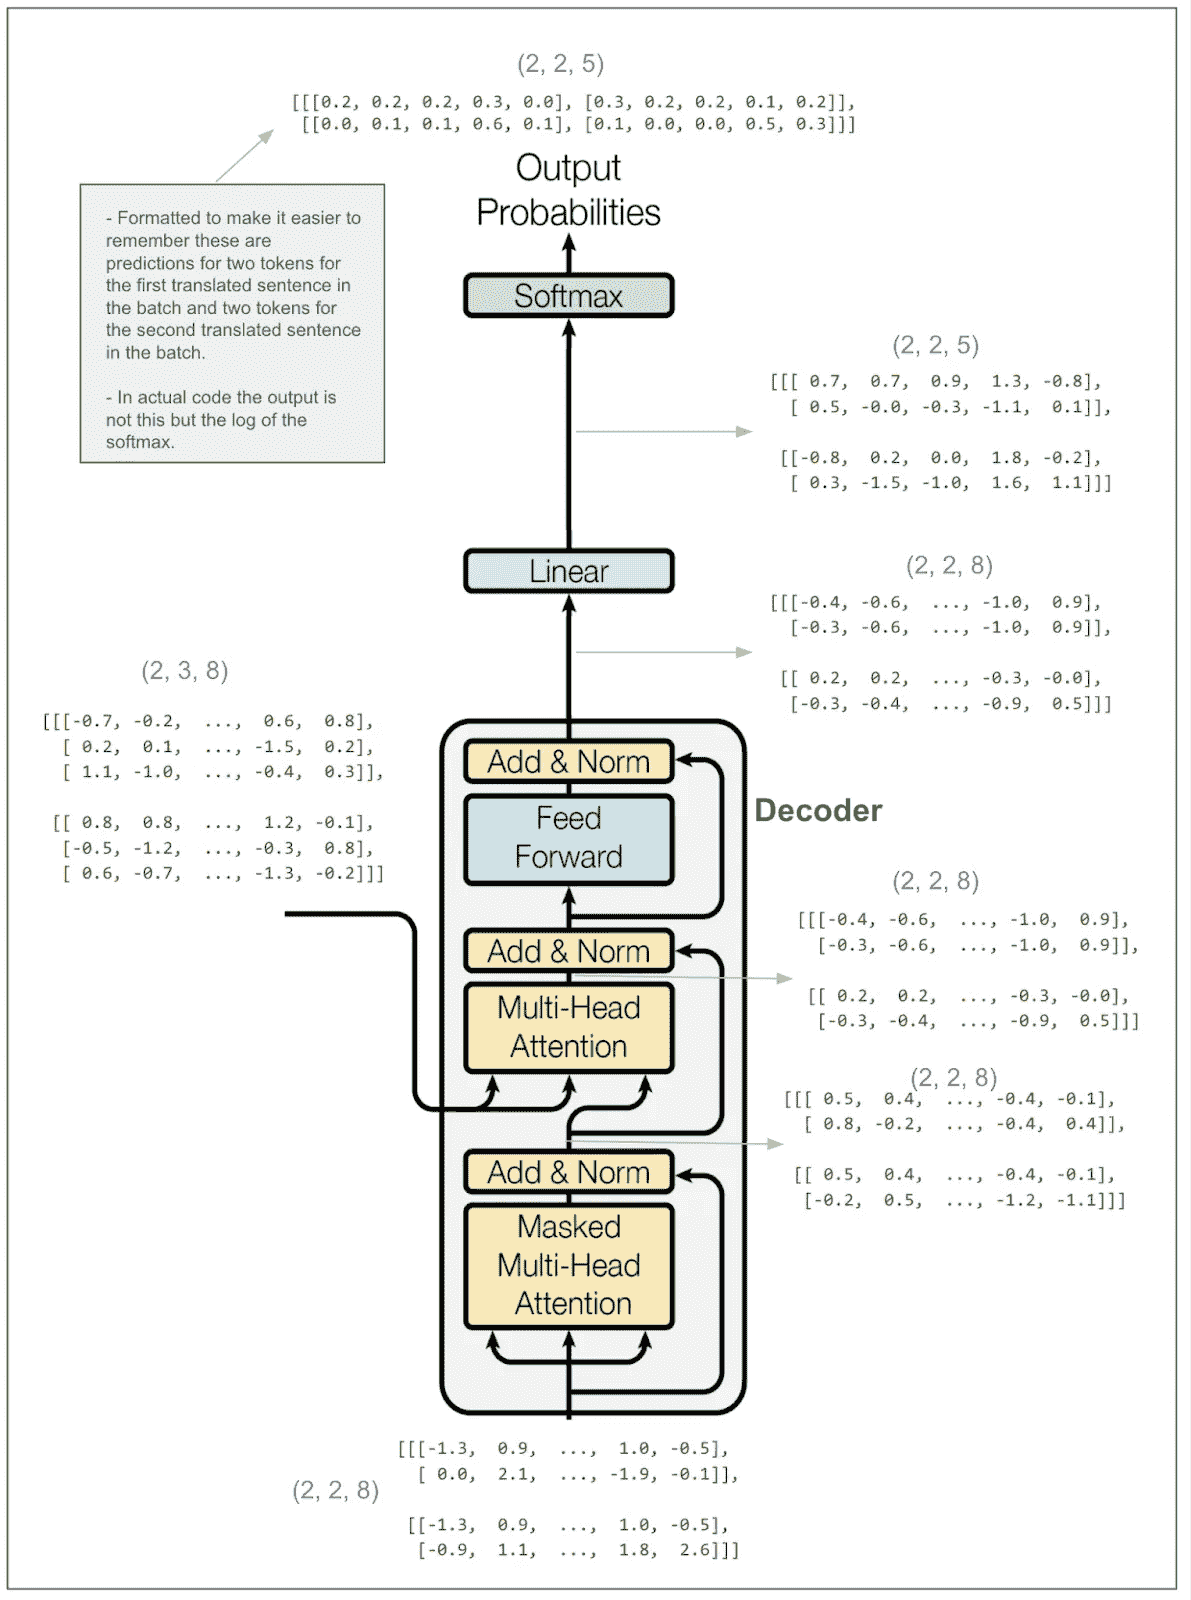 (2, 2, 5)
[[[0.2, 0.2, 0.2, 0.3, 0.0], [0.3, 0.2, 0.2, 0.1, 0.2]],
[[0.0, 0.1, 0.1, 0.6, 0.1], [0.1, 0.0, 0.0, 0.5, 0.3]]]
Output
Probabilities
- Formatted to make it easier to
remember these are
predictions for two tokens for
the first translated sentence in
the batch and two tokens for
the second translated sentence
in the batch.
- In actual code the output is
not this but the log of the
softmax.
Softmax
(2, 2, 5)
[[[ 0.7, 0.7, 0.9, 1.3, -0.8],
[ 0.5, -0.0, -0.3, -1.1, 0.1]],
[[-0.8, 0.2, 0.0, 1.8, -0.2],
[ 0.3, -1.5, -1.0, 1.6, 1.1]]]
Linear
(2, 2, 8)
[[[-0.4, -0.6, ..., -1.0, 0.9],
[-0.3, -0.6, ..., -1.0, 0.9]],
[[ 0.2, 0.2, ..., -0.3, -0.0],
[-0.3, -0.4, ..., -0.9, 0.5]]]
(2, 3, 8)
[[[-0.7, -0.2, ..., 0.6, 0.8],
[ 0.2, 0.1, ..., -1.5, 0.2],
[ 1.1, -1.0, ..., -0.4, 0.3]],
[[ 0.8, 0.8, ..., 1.2, -0.1],
[-0.5, -1.2, ..., -0.3, 0.8],
[ 0.6, -0.7, ..., -1.3, -0.2]]]
Add & Norm
Feed
Forward
Decoder
(2, 2, 8)
[[[-0.4, -0.6, ..., -1.0, 0.9],
[-0.3, -0.6, ..., -1.0, 0.9]],
[[ 0.2, 0.2, ..., -0.3, -0.0],
[-0.3, -0.4, ..., -0.9, 0.5]]]
Add & Norm
Multi-Head
Attention
(2, 2, 8)
[[[ 0.5, 0.4, ..., -0.4, -0.1],
[ 0.8, -0.2, ..., -0.4, 0.4]],
[[ 0.5, 0.4, ..., -0.4, -0.1],
[-0.2, 0.5, ..., -1.2, -1.1]]]
Add & Norm
Masked
Multi-Head
Attention
(2, 2, 8)
[[[-1.3, 0.9, ..., 1.0, -0.5],
[ 0.0, 2.1, ..., -1.9, -0.1]],
[[-1.3, 0.9, ..., 1.0, -0.5],
[-0.9, 1.1, ..., 1.8, 2.6]]]